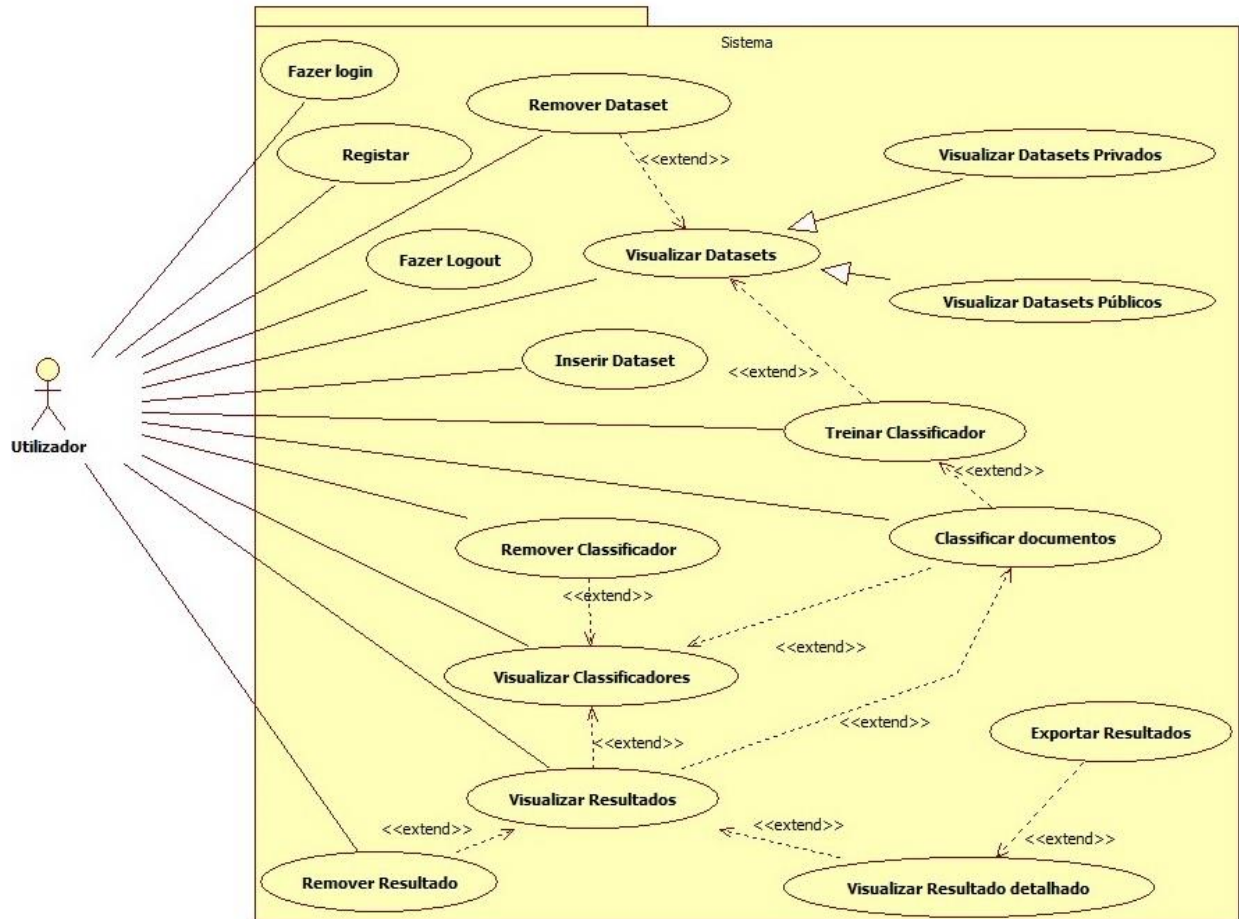 Sistema
Fazer login
Remover Dataset
Registar
<<extend>>
Visualizar Datasets Privados
Fazer Logout
Visualizar Datasets
Visualizar Datasets Públicos
Inserir Dataset
<<extend>>
Utilizador
Treinar Classificador
<<extend>>
Remover Classificador
Classificar documentos
<<extend>>
<<extend>>
Visualizar Classificadores
<<extend>>
<<extend>>
Exportar Resultados
Visualizar Resultados
<<extend>>
<<extend>>
<<extend>>
Remover Resultado
Visualizar Resultado detalhado